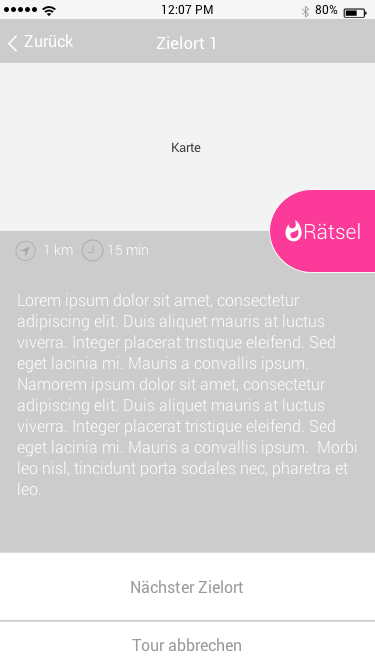 12:07 PM
80%
Zurück
Zielort 1
Karte
Rätsel
1 km
15 min
Lorem ipsum dolor sit amet, consectetur
adipiscing elit. Duis aliquet mauris at luctus
viverra. Integer placerat tristique eleifend. Sed
eget lacinia mi. Mauris a convallis ipsum.
Namorem ipsum dolor sit amet, consectetur
adipiscing elit. Duis aliquet mauris at luctus
viverra. Integer placerat tristique eleifend. Sed
eget lacinia mi. Mauris a convallis ipsum.  Morbi
leo nisl, tincidunt porta sodales nec, pharetra et
leo.
Nächster Zielort
Tour abbrechen